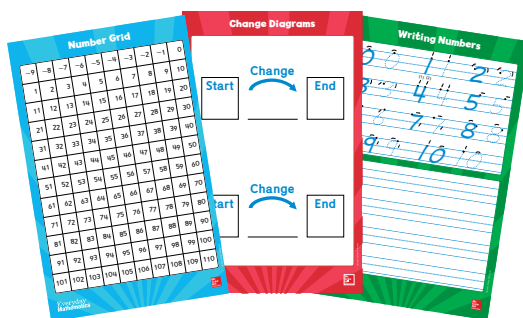 Number Grid
-9 -8 -7 -6 -5 -4 -3 -2 -1 0
1 2 3 4 5 6 7 8 9 10
11 12 13 14 15 16 17 18 19 20
21 22 23 24 25 26 27 28 29 30
31 32 33 34 35 36 37 38 39 40
41 42 43 44 45 46 47 48 49 50
51 52 53 54 55 56 57 58 59 60
61 62 63 64 65 66 67 68 69 70
71 72 73 74 75 76 77 78 79 80
81 82 83 84 85 86 87 88 89 90
91 92 93 94 95 96 97 98 99 100
101 102 103 104 105 106 107 108 109 110
Everyday
Mathematics
Change Diagrams
Change
Start End
Change
End
Writing Numbers
0 1 2
3 4 5
7 8
9 10